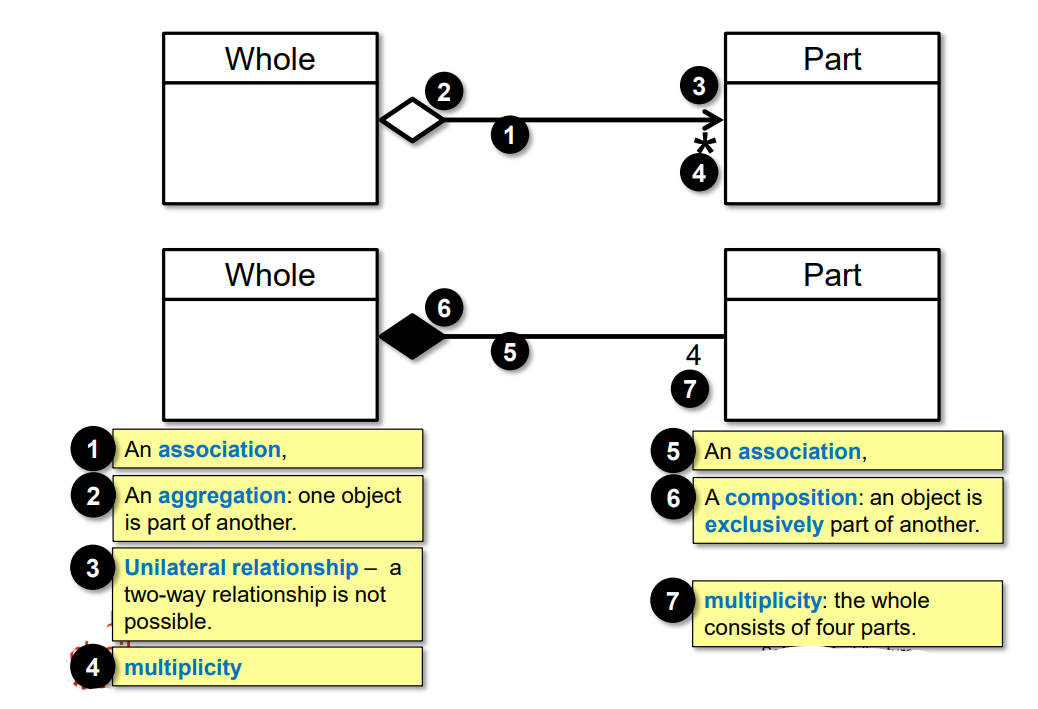 Whole
Part
2
3
1
*
4
Whole
Part
6
5
4
7
1 An association,
2 An aggregation: one object
is part of another.
3 Unilateral relationship – a
two-way relationship is not
possible.
4 multiplicity
5 An association,
6 A composition: an object is
exclusively part of another.
7 multiplicity: the whole
consists of four parts.